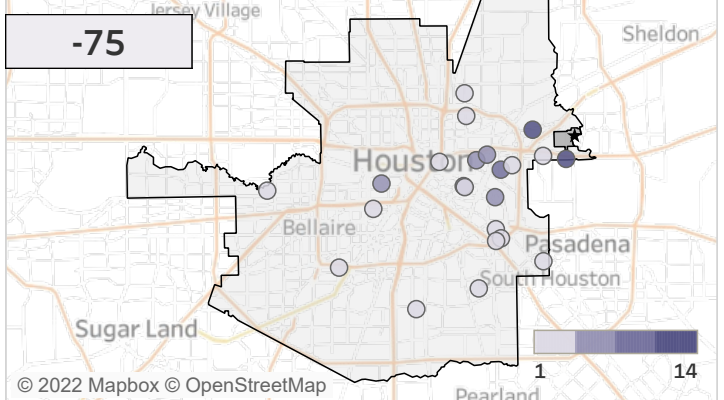 Jersey Village
-75
Sheldon
Houston
Bellaire
Pasadena
South Houston
Sugar Land
1
14
© 2022 Mapbox © OpenStreetMap
Pearland